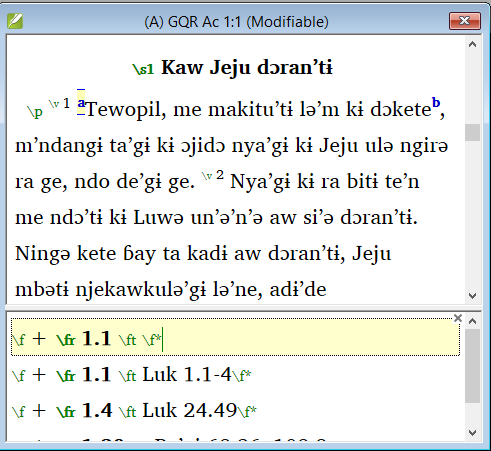 (A) GQR Ac 1:1 (Modifiable)
\s1 Kaw Jeju dɔran’tɨ
\p \v 1 aTewopil, me makitu’tɨ lə’m kɨ dɔketeb,
m’ndangɨ ta’gɨ kɨ ɔjidɔ nya’gɨ kɨ Jeju ulə ngirə
ra ge, ndo de’gɨ ge. \v 2 Nya’gɨ kɨ ra bitɨ te’n
me ndɔ’tɨ kɨ Luwə un’ə’n’ə aw si’ə dɔran’tɨ.
Ningə kete ɓay ta kadɨ aw dɔran’tɨ, Jeju
mbətɨ njekawkulə’gɨ lə’ne, adɨ’de
\f + \fr 1.1 \ft \f*
\f + \fr 1.1 \ft Luk 1.1-4\f*
\f + \fr 1.4 \ft Luk 24.49\f*